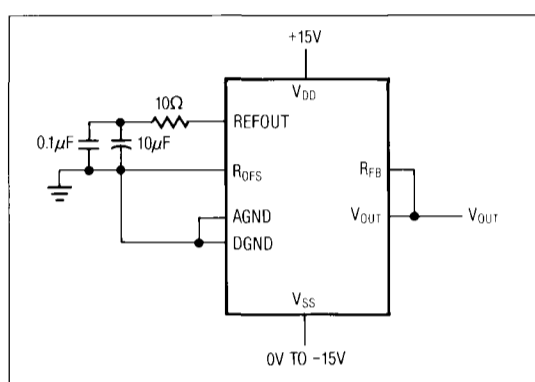 +15V
V_DD
10Ω
REFOUT
0.1μF
10μF
R_OFS
R_FB
AGND
V_OUT
V_OUT
DGND
V_SS
0V TO -15V